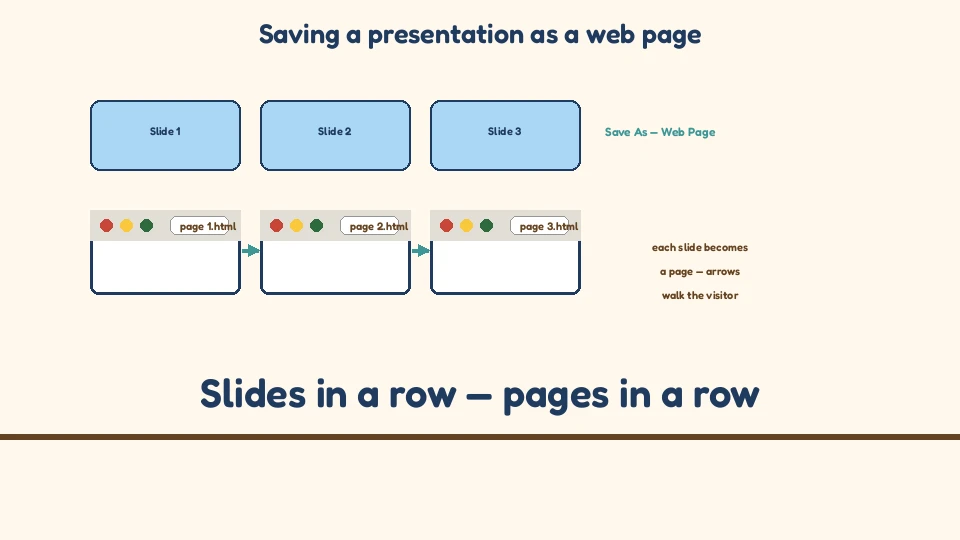 Saving a presentation as a web page
Slide 1
Slide 2
Slide 3
Save As — Web Page
page 1.html
page 2.html
page 3.html
each slide becomes
a page — arrows
walk the visitor
Slides in a row — pages in a row